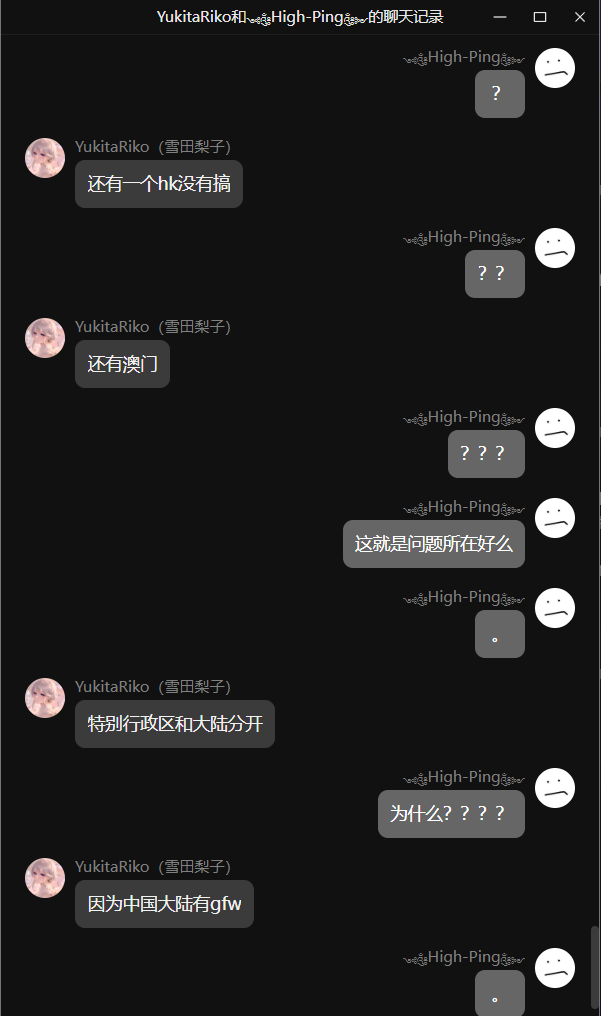 YukitaRiko和High-Ping的聊天记录
High-Ping
？
YukitaRiko（雪田梨子）
还有一个hk没有搞
High-Ping
？？
YukitaRiko（雪田梨子）
还有澳门
High-Ping
？？？
High-Ping
这就是问题所在好么
High-Ping
。
YukitaRiko（雪田梨子）
特别行政区和大陆分开
High-Ping
为什么？？？？
YukitaRiko（雪田梨子）
因为中国大陆有gfw
High-Ping
。